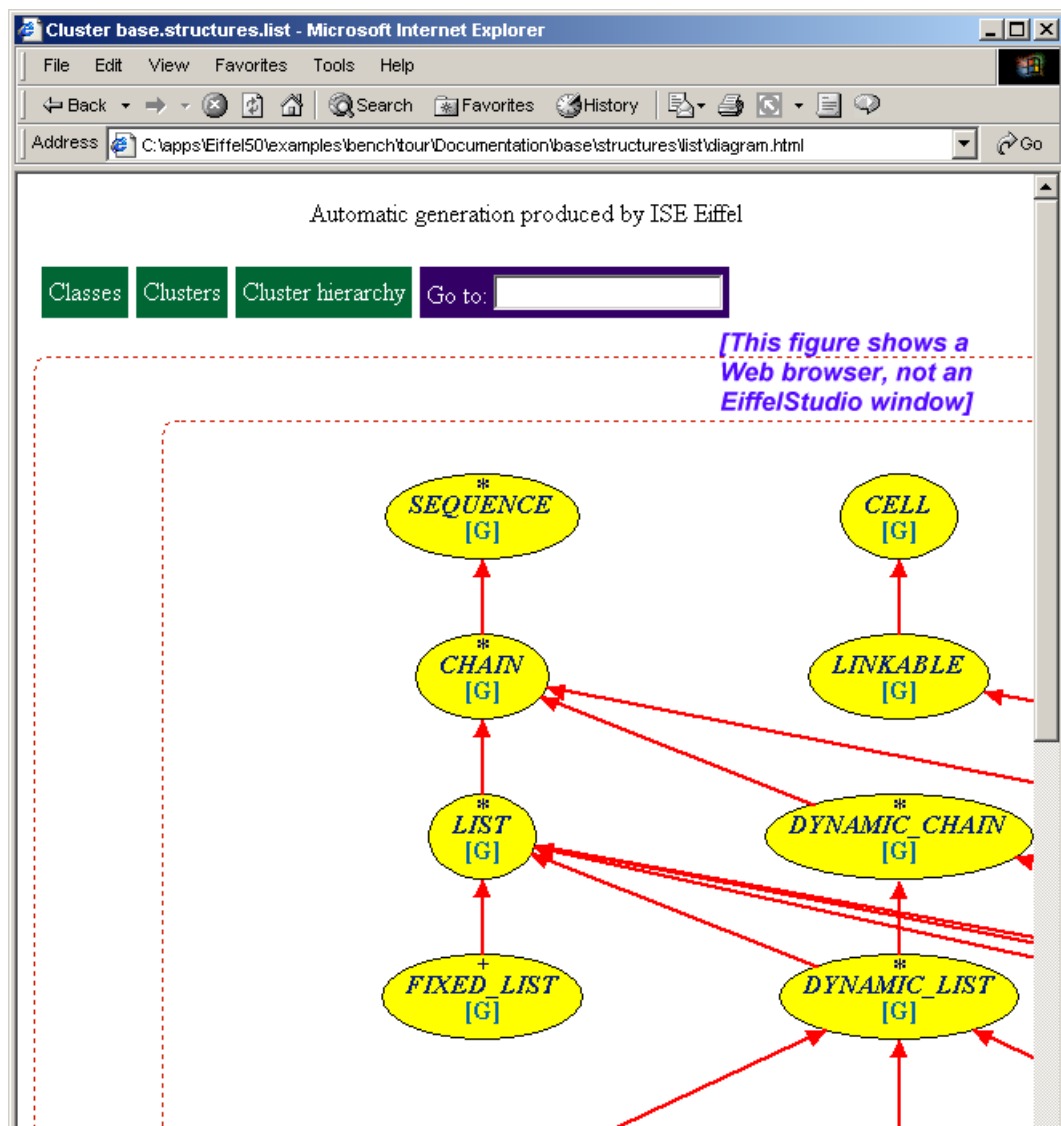 Cluster base.structures.list - Microsoft Internet Explorer
File Edit View Favorites Tools Help
Back Search Favorites History
Address C:\apps\Eiffel50\examples\bench\tour\Documentation\base\structures\list\diagram.html Go
Automatic generation produced by ISE Eiffel
Classes Clusters Cluster hierarchy Go to:
[This figure shows a
Web browser, not an
EiffelStudio window]
*
SEQUENCE
[G]
CELL
[G]
*
CHAIN
[G]
LINKABLE
[G]
*
LIST
[G]
*
DYNAMIC_CHAIN
[G]
+
FIXED_LIST
[G]
*
DYNAMIC_LIST
[G]